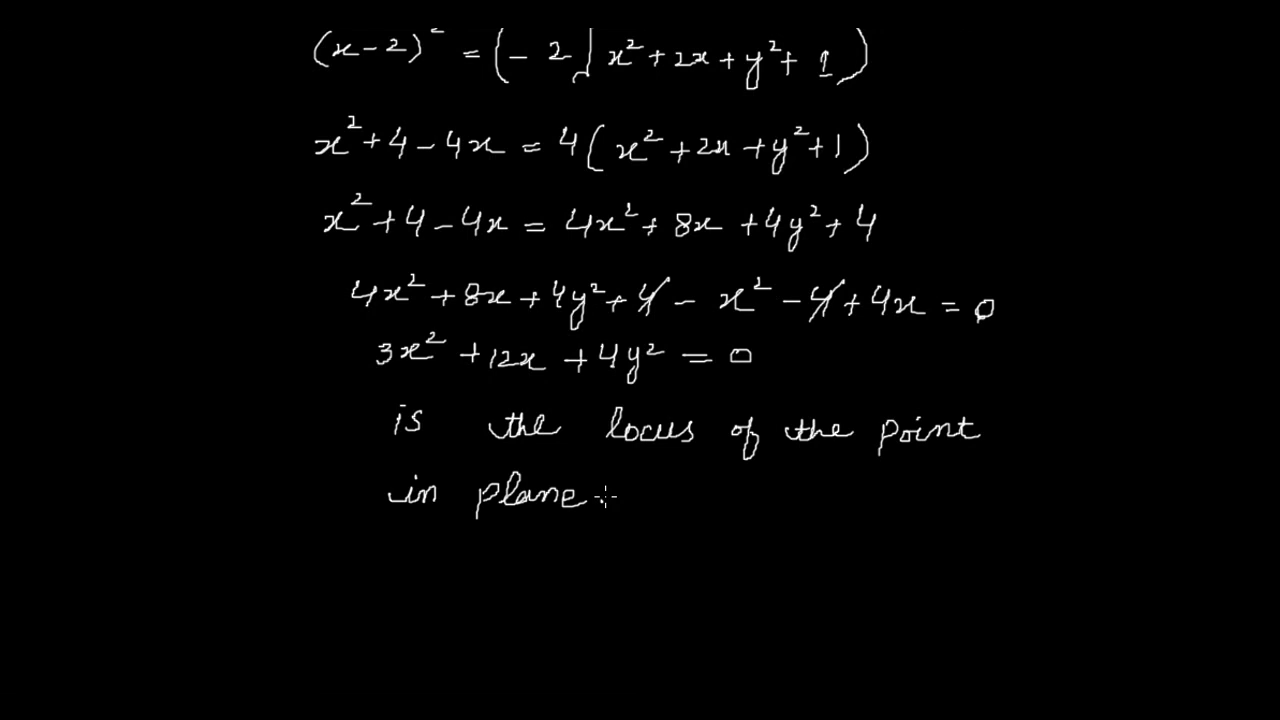 (x-2)² = (-2√x²+2x+y²+1)
x²+4-4x = 4(x²+2x+y²+1)
x²+4-4x = 4x²+8x+4y²+4
4x²+8x+4y²+4-x²-4+4x=0
3x²+12x+4y²=0
is the locus of the point
in plane.